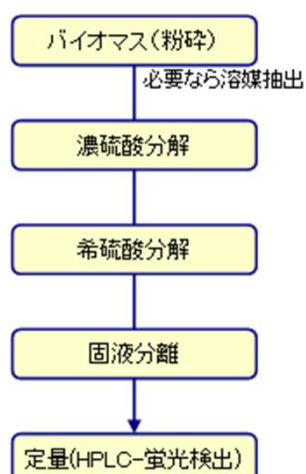 バイオマス(粉砕)
必要なら溶媒抽出
濃硫酸分解
希硫酸分解
固液分離
定量(HPLC-蛍光検出)